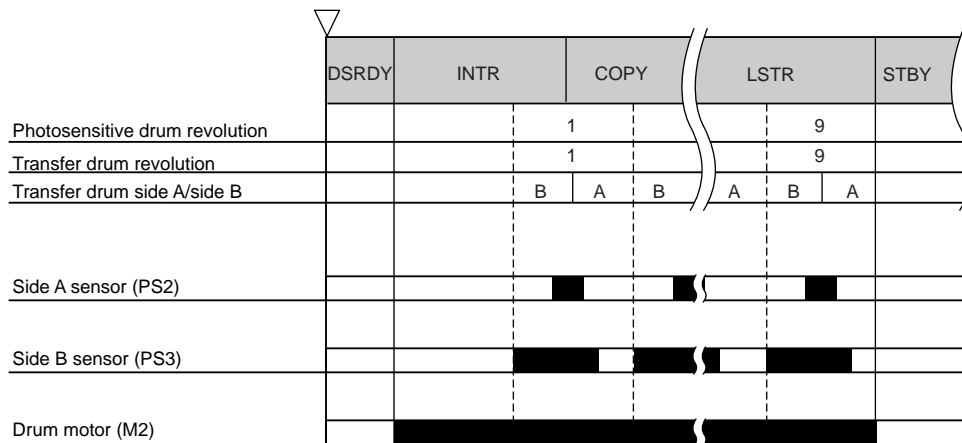 DSRDY INTR COPY LSTR STBY
Photosensitive drum revolution 1 9
Transfer drum revolution 1 9
Transfer drum side A/side B B A B A B A
Side A sensor (PS2)
Side B sensor (PS3)
Drum motor (M2)